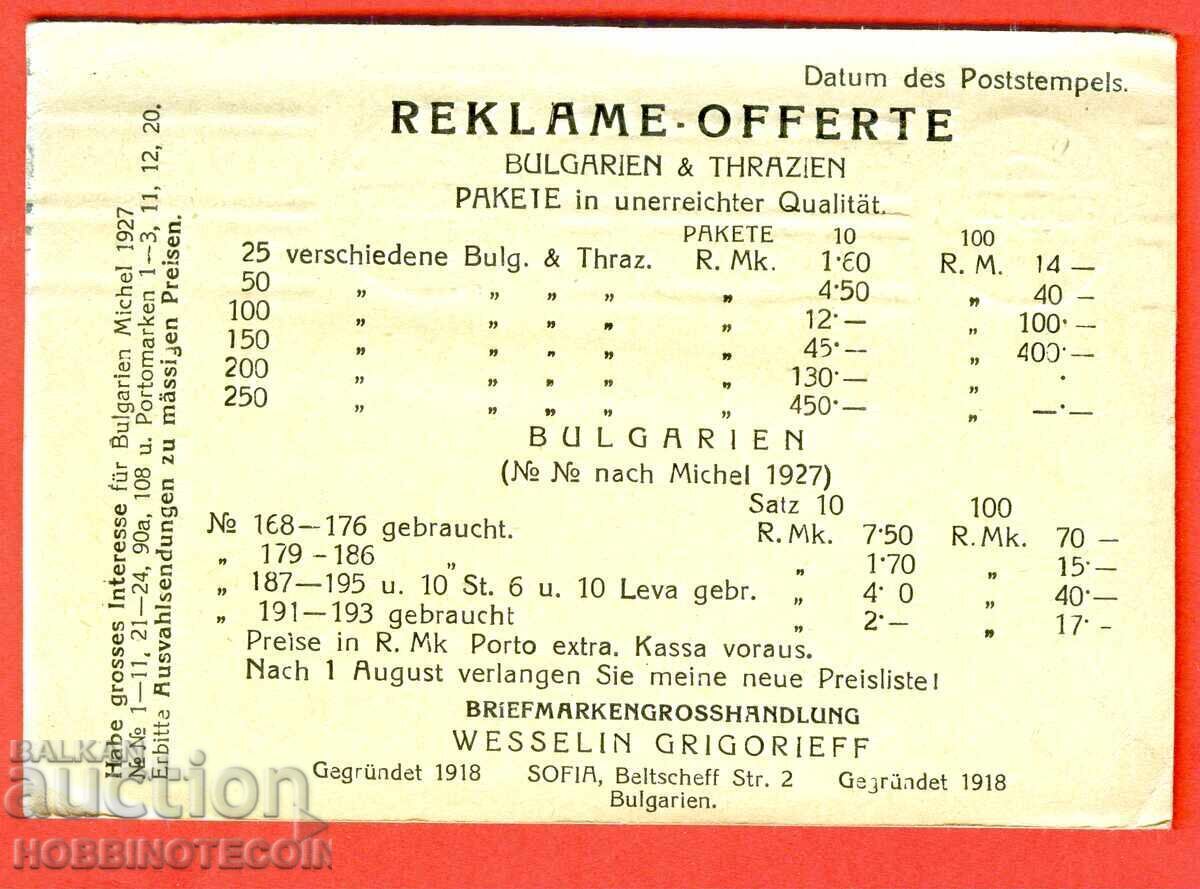 Datum des Poststempels.
REKLAME-OFFERTE
BULGARIEN & THRAZIEN
PAKETE in unerreichter Qualität.
PAKETE 10 100
25 verschiedene Bulg. & Thraz. R. Mk. 1·60 R. M. 14 —
50 „ „ „ „ „ 4·50 „ 40 —
100 „ „ „ „ „ 12·— „ 100·—
150 „ „ „ „ „ 45·— „ 400·—
200 „ „ „ „ „ 130·— „ ·
250 „ „ „ „ „ 450·— „ —·—
BULGARIEN
(№ № nach Michel 1927)
Satz 10 100
№ 168—176 gebraucht. R. Mk. 7·50 R. Mk. 70 —
„ 179-186 „ „ 1·70 „ 15·—
„ 187—195 u. 10 St. 6 u. 10 Leva gebr. „ 4· 0 „ 40·—
„ 191—193 gebraucht „ 2·— „ 17·-
Preise in R. Mk Porto extra. Kassa voraus.
Nach 1 August verlangen Sie meine neue Preisliste!
BRIEFMARKENGROSSHANDLUNG
WESSELIN GRIGORIEFF
Gegründet 1918 SOFIA, Beltscheff Str. 2 Gegründet 1918
Bulgarien.
Habe grosses Interesse für Bulgarien Michel 1927
№ № 1—11, 21—24, 90a, 108 u. Portomarken 1—3, 11, 12, 20.
Erbitte Ausvahlsendungen zu mässigen Preisen.
BALKAN
auction
HOBBINOTECOIN